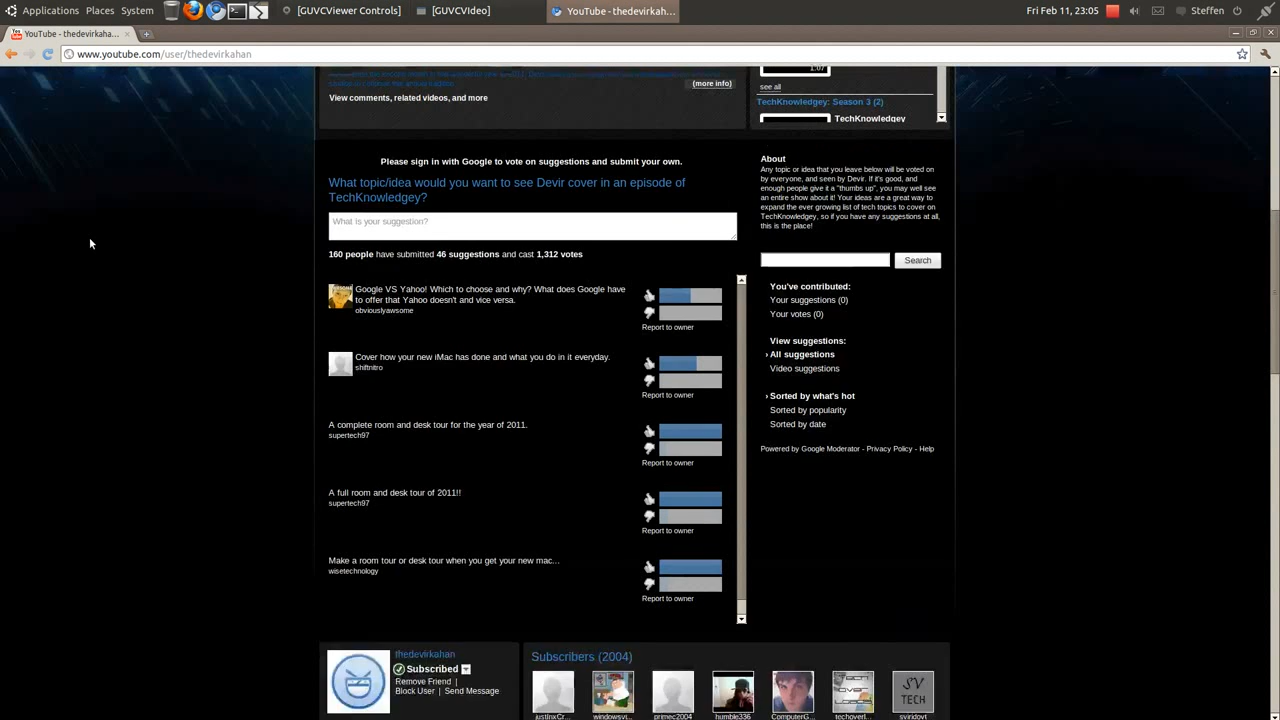 Applications Places System
[GUVCViewer Controls]
[GUVCVIdeo]
YouTube - thedevirkah...
Fri Feb 11, 23:05
Steffen
YouTube - thedevirka...
www.youtube.com/user/thedevirkahan
(more info)
View comments, related videos, and more
1:07
see all
TechKnowledgey: Season 3 (2)
TechKnowledgey
Please sign in with Google to vote on suggestions and submit your own.
What topic/idea would you want to see Devir cover in an episode of
TechKnowledgey?
What is your suggestion?
160 people have submitted 46 suggestions and cast 1,312 votes
Google VS Yahoo! Which to choose and why? What does Google have
to offer that Yahoo doesn't and vice versa.
obviouslyawsome
Report to owner
Cover how your new iMac has done and what you do in it everyday.
shiftnitro
Report to owner
A complete room and desk tour for the year of 2011.
supertech97
Report to owner
A full room and desk tour of 2011!!
supertech97
Report to owner
Make a room tour or desk tour when you get your new mac...
wisetechnology
Report to owner
About
Any topic or idea that you leave below will be voted on
by everyone, and seen by Devir. If it's good, and
enough people give it a "thumbs up", you may well see
an entire show about it! Your ideas are a great way to
expand the ever growing list of tech topics to cover on
TechKnowledgey, so if you have any suggestions at all,
this is the place!
Search
You've contributed:
Your suggestions (0)
Your votes (0)
View suggestions:
› All suggestions
Video suggestions
› Sorted by what's hot
Sorted by popularity
Sorted by date
Powered by Google Moderator - Privacy Policy - Help
thedevirkahan
Subscribed
Remove Friend |
Block User | Send Message
Subscribers (2004)
SV
TECH
justInxCr...
windowsvi...
primec2004
humble336
ComputerG...
techoverl...
sviridovt